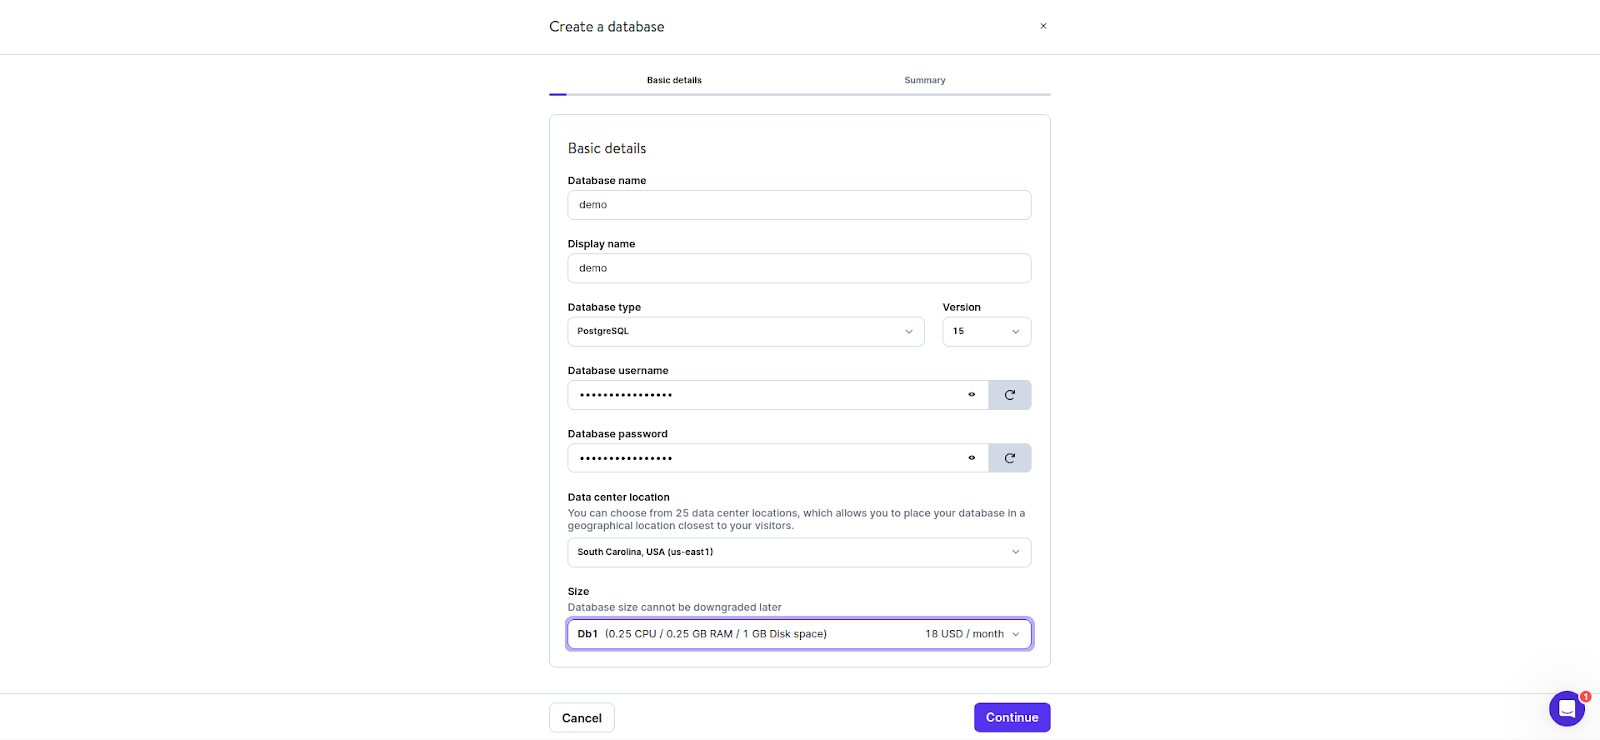 Create a database
Basic details
Summary
Basic details
Database name
demo
Display name
demo
Database type
Version
PostgreSQL
15
Database username
••••••••••••••••
Database password
••••••••••••••••
Data center location
You can choose from 25 data center locations, which allows you to place your database in a
geographical location closest to your visitors.
South Carolina, USA (us-east1)
Size
Database size cannot be downgraded later
Db1 (0.25 CPU / 0.25 GB RAM / 1 GB Disk space) 18 USD / month
Cancel
Continue
1